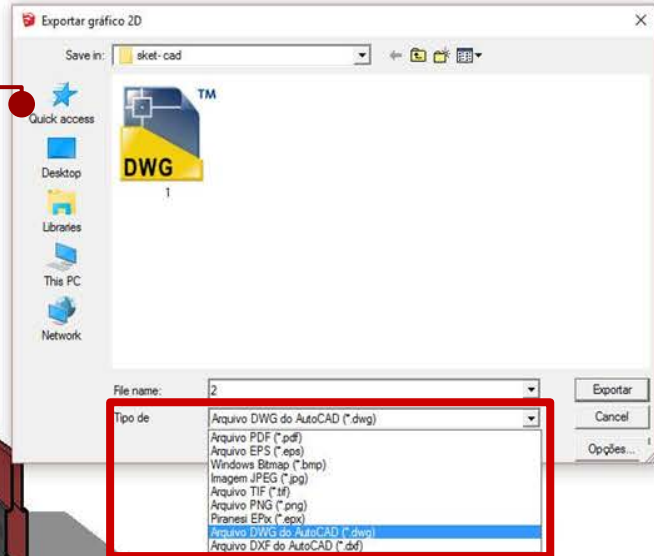 Exportar gráfico 2D
Save in: sket-cad
Quick access
TM
DWG
1
Desktop
Libraries
This PC
Network
File name: 2 Exportar
Tipo de Arquivo DWG do AutoCAD (*.dwg) Cancel
Opções...
Arquivo PDF (*.pdf)
Arquivo EPS (*.eps)
Windows Bitmap (*.bmp)
Imagem JPEG (*.jpg)
Arquivo TIF (*.tif)
Arquivo PNG (*.png)
Piranesi EPix (*.epx)
Arquivo DWG do AutoCAD (*.dwg)
Arquivo DXF do AutoCAD (*.dxf)